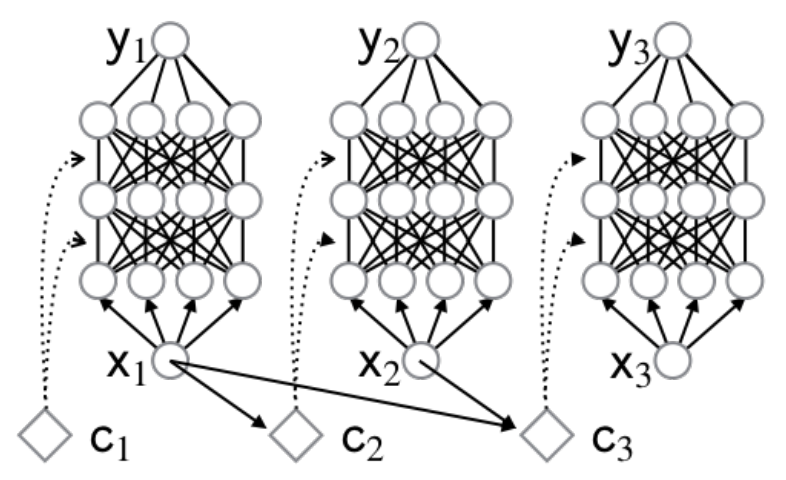 y₁ y₂ y₃
x₁ x₂ x₃
c₁ c₂ c₃